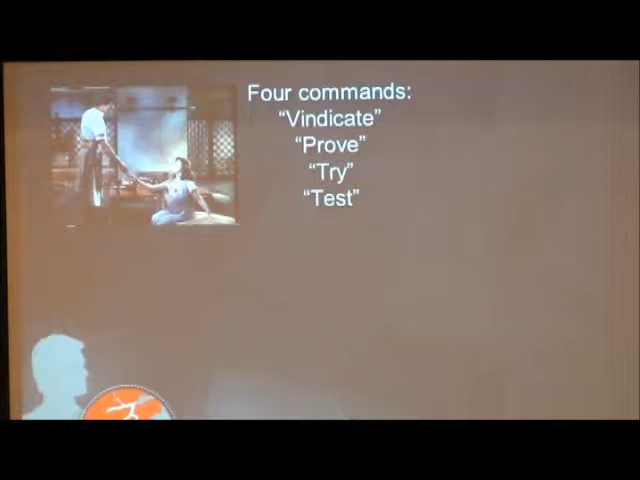 Four commands:
“Vindicate”
“Prove”
“Try”
“Test”